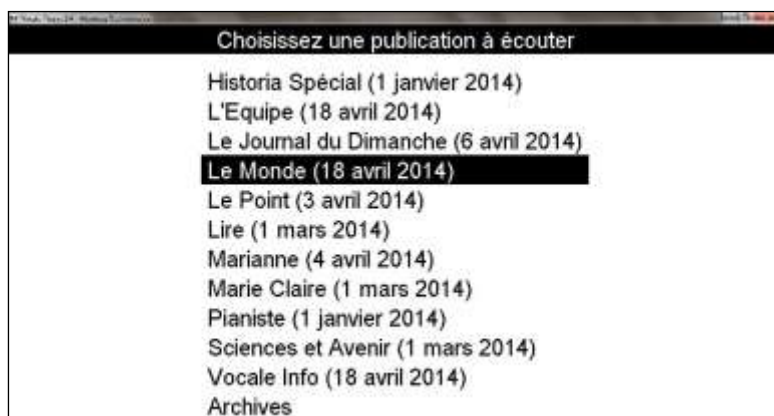 Choisissez une publication à écouter
Historia Spécial (1 janvier 2014)
L'Equipe (18 avril 2014)
Le Journal du Dimanche (6 avril 2014)
Le Monde (18 avril 2014)
Le Point (3 avril 2014)
Lire (1 mars 2014)
Marianne (4 avril 2014)
Marie Claire (1 mars 2014)
Pianiste (1 janvier 2014)
Sciences et Avenir (1 mars 2014)
Vocale Info (18 avril 2014)
Archives